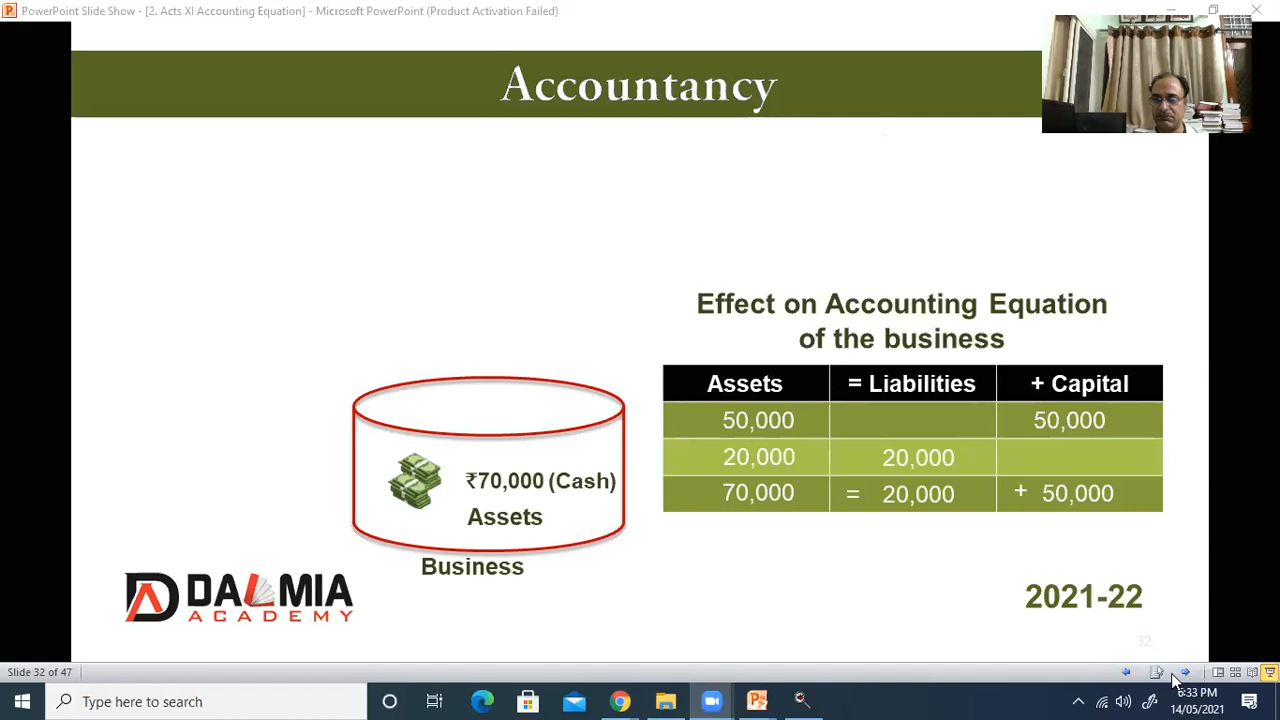 PowerPoint Slide Show - [2. Acts XI Accounting Equation] - Microsoft PowerPoint (Product Activation Failed)
Accountancy
Effect on Accounting Equation
of the business
Assets = Liabilities + Capital
50,000 50,000
20,000 20,000
70,000 = 20,000 + 50,000
₹70,000 (Cash)
Assets
Business
DALMIA
ACADEMY
2021-22
32
Slide 32 of 47
Type here to search
6:33 PM
14/05/2021